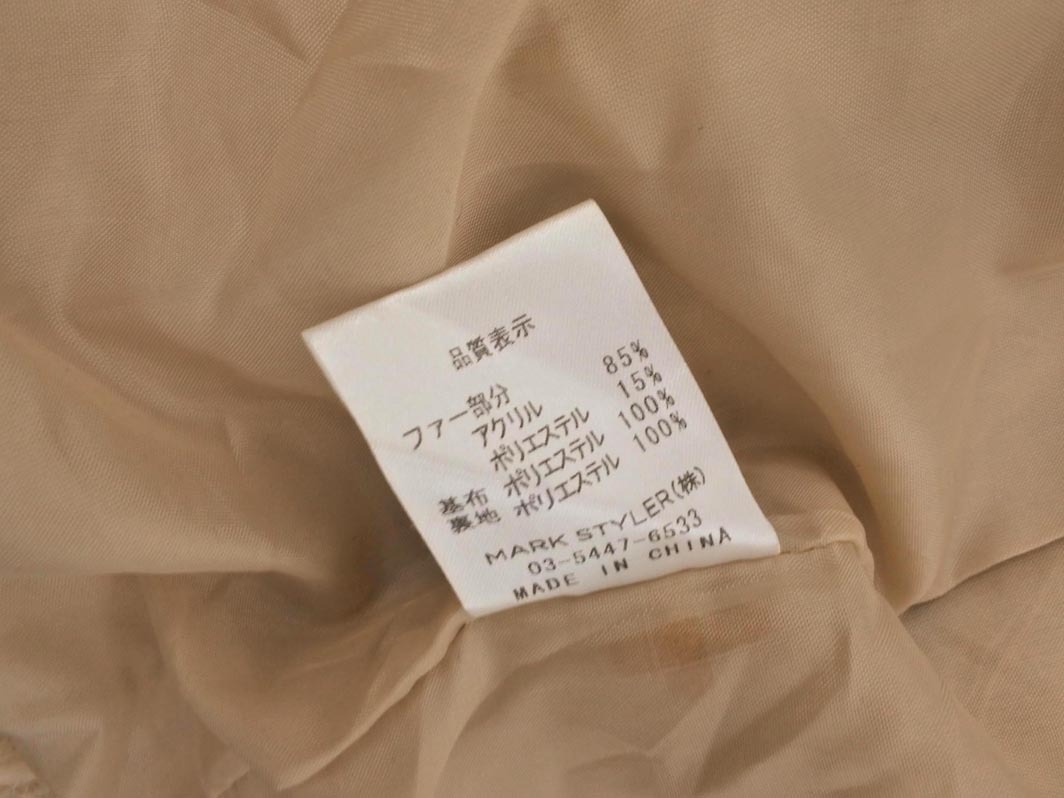 品質表示
ファー部分
アクリル 85%
ポリエステル 15%
基布 ポリエステル 100%
裏地 ポリエステル 100%
MARK STYLER(株)
03-5447-6533
MADE IN CHINA